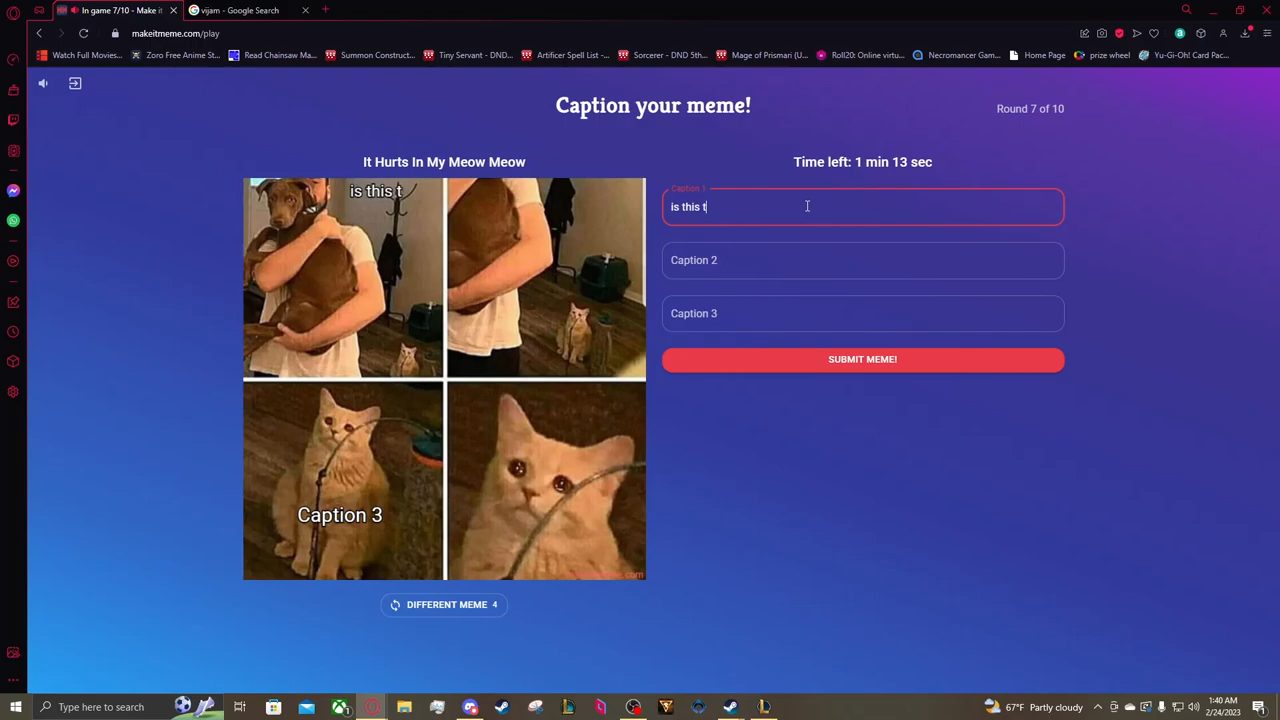 In game 7/10 - Make it
vijam - Google Search
makeitmeme.com/play
Watch Full Movies...
Zoro Free Anime St...
Read Chainsaw Ma...
Summon Construct...
Tiny Servant - DND...
Artificer Spell List -...
Sorcerer - DND 5th...
Mage of Prismari (U...
Roll20: Online virtu...
Necromancer Gam...
Home Page
prize wheel
Yu-Gi-Oh! Card Pac...
Caption your meme!
Round 7 of 10
It Hurts In My Meow Meow
Time left: 1 min 13 sec
is this t
Caption 1
is this t
Caption 2
Caption 3
SUBMIT MEME!
Caption 3
DIFFERENT MEME 4
Type here to search
67°F Partly cloudy
1:40 AM
2/24/2023